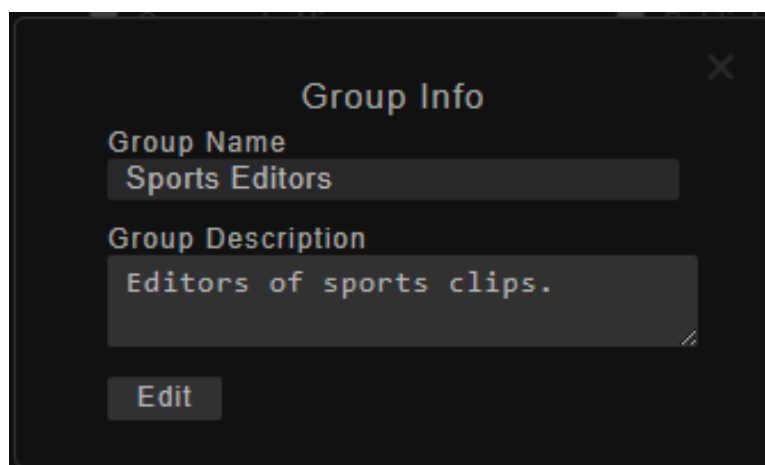 Group Info
Group Name
Sports Editors
Group Description
Editors of sports clips.
Edit